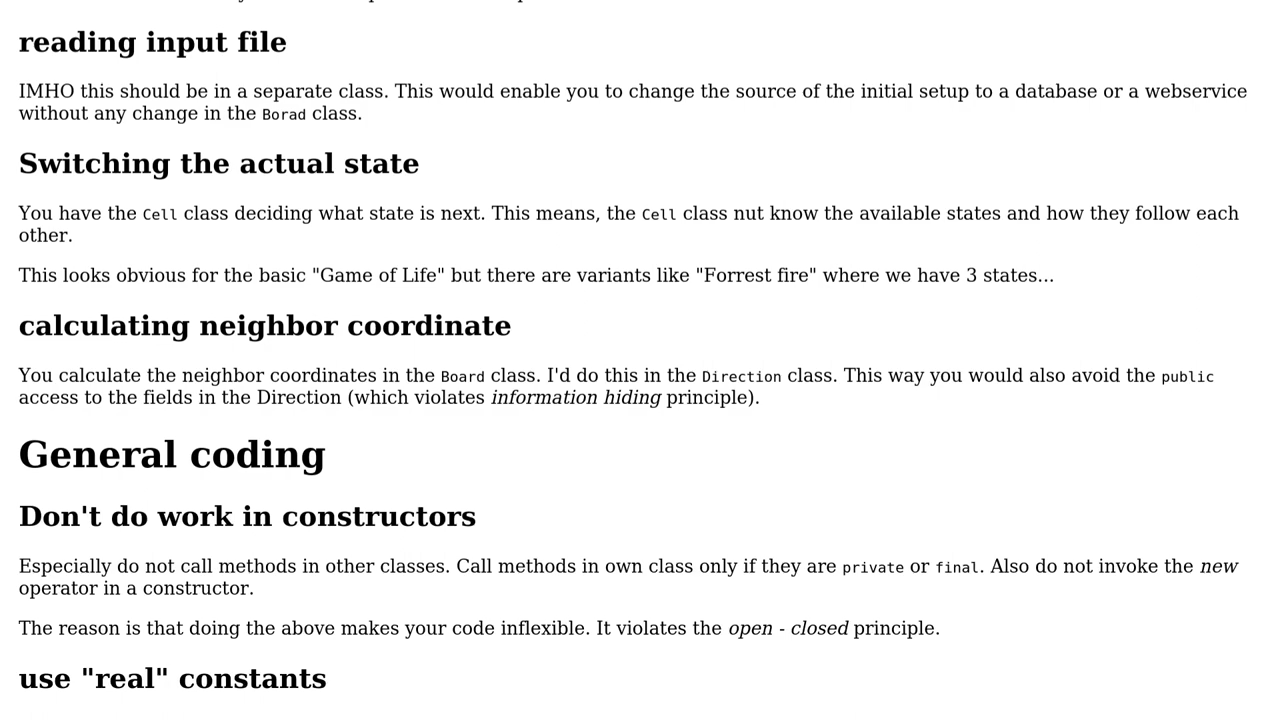 reading input file
IMHO this should be in a separate class. This would enable you to change the source of the initial setup to a database or a webservice
without any change in the Borad class.
Switching the actual state
You have the Cell class deciding what state is next. This means, the Cell class nut know the available states and how they follow each
other.
This looks obvious for the basic "Game of Life" but there are variants like "Forrest fire" where we have 3 states...
calculating neighbor coordinate
You calculate the neighbor coordinates in the Board class. I'd do this in the Direction class. This way you would also avoid the public
access to the fields in the Direction (which violates information hiding principle).
General coding
Don't do work in constructors
Especially do not call methods in other classes. Call methods in own class only if they are private or final. Also do not invoke the new
operator in a constructor.
The reason is that doing the above makes your code inflexible. It violates the open - closed principle.
use "real" constants